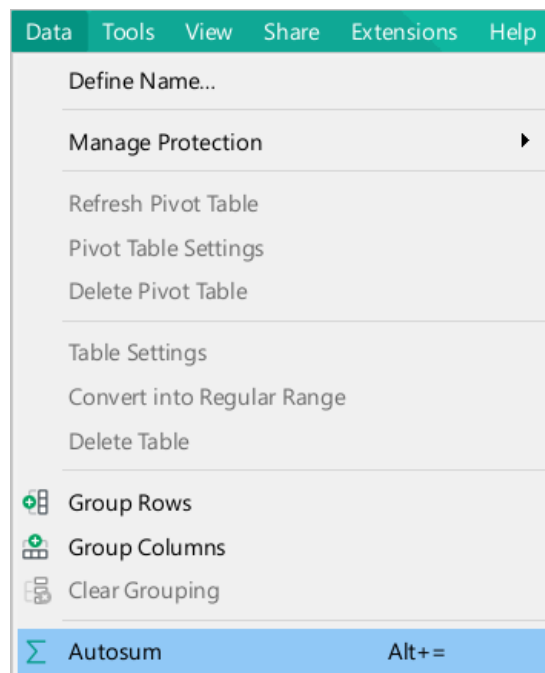 Data Tools View Share Extensions Help
Define Name...
Manage Protection
Refresh Pivot Table
Pivot Table Settings
Delete Pivot Table
Table Settings
Convert into Regular Range
Delete Table
Group Rows
Group Columns
Clear Grouping
Σ Autosum Alt+=